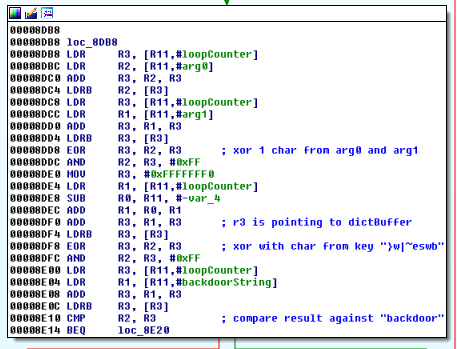 00008DB8
00008DB8 loc_8DB8
00008DB8 LDR R3, [R11,#loopCounter]
00008DBC LDR R2, [R11,#arg0]
00008DC0 ADD R3, R2, R3
00008DC4 LDRB R2, [R3]
00008DC8 LDR R3, [R11,#loopCounter]
00008DCC LDR R1, [R11,#arg1]
00008DD0 ADD R3, R1, R3
00008DD4 LDRB R3, [R3]
00008DD8 EOR R3, R2, R3 ; xor 1 char from arg0 and arg1
00008DDC AND R2, R3, #0xFF
00008DE0 MOV R3, #0xFFFFFFF0
00008DE4 LDR R1, [R11,#loopCounter]
00008DE8 SUB R0, R11, #-var_4
00008DEC ADD R1, R0, R1
00008DF0 ADD R3, R1, R3 ; r3 is pointing to dictBuffer
00008DF4 LDRB R3, [R3]
00008DF8 EOR R3, R2, R3 ; xor with char from key "}w|~eswb"
00008DFC AND R2, R3, #0xFF
00008E00 LDR R3, [R11,#loopCounter]
00008E04 LDR R1, [R11,#backdoorString]
00008E08 ADD R3, R1, R3
00008E0C LDRB R3, [R3]
00008E10 CMP R2, R3 ; compare result against "backdoor"
00008E14 BEQ loc_8E20